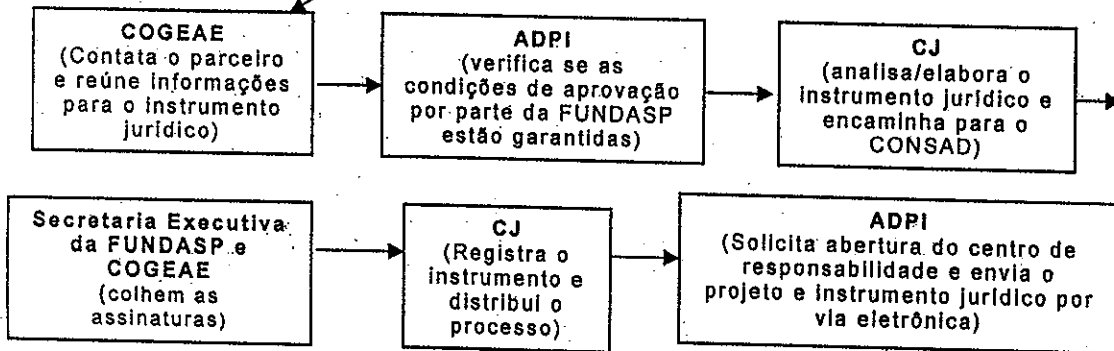 COGEAE
(Contata o parceiro
e reúne informações
para o instrumento
jurídico)
ADPI
(verifica se as
condições de aprovação
por parte da FUNDASP
estão garantidas)
CJ
(analisa/elabora o
instrumento jurídico e
encaminha para o
CONSAD)
Secretaria Executiva
da FUNDASP e
COGEAE
(colhem as
assinaturas)
CJ
(Registra o
instrumento e
distribui o
processo)
ADPI
(Solicita abertura do centro de
responsabilidade e envia o
projeto e instrumento jurídico por
via eletrônica)